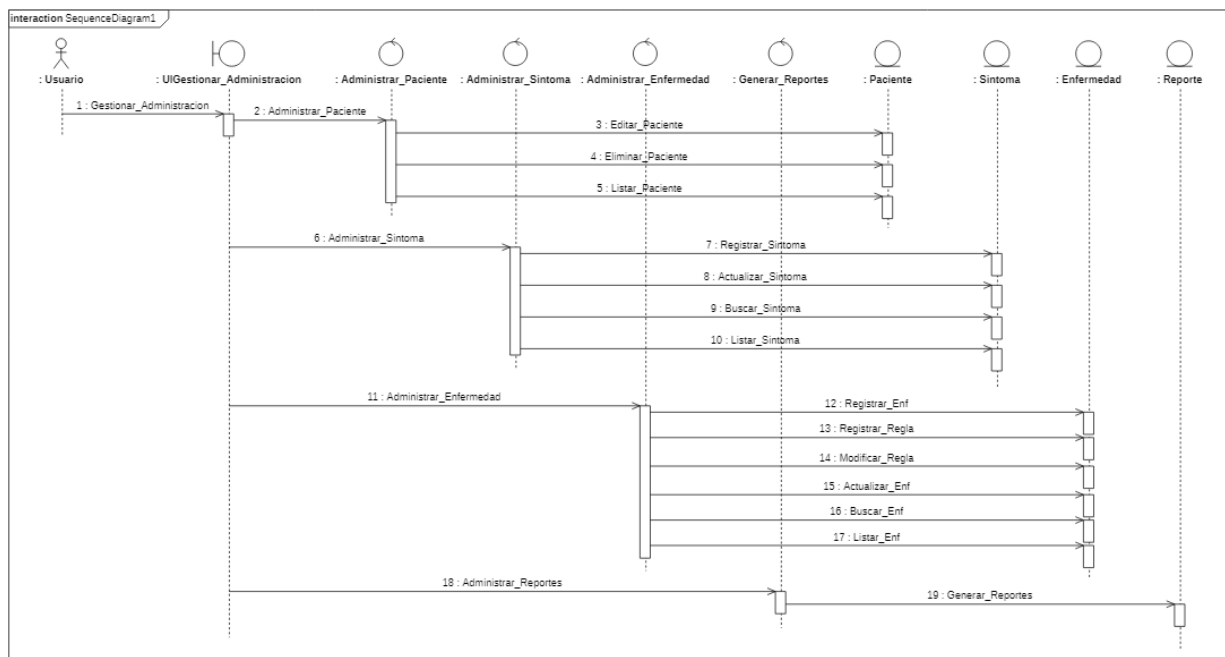 interaction SequenceDiagram1
: Usuario
: UIGestionar_Administracion
: Administrar_Paciente
: Administrar_Sintoma
: Administrar_Enfermedad
: Generar_Reportes
: Paciente
: Sintoma
: Enfermedad
: Reporte
1 : Gestionar_Administracion
2 : Administrar_Paciente
3 : Editar_Paciente
4 : Eliminar_Paciente
5 : Listar_Paciente
6 : Administrar_Sintoma
7 : Registrar_Sintoma
8 : Actualizar_Sintoma
9 : Buscar_Sintoma
10 : Listar_Sintoma
11 : Administrar_Enfermedad
12 : Registrar_Enf
13 : Registrar_Regla
14 : Modificar_Regla
15 : Actualizar_Enf
16 : Buscar_Enf
17 : Listar_Enf
18 : Administrar_Reportes
19 : Generar_Reportes